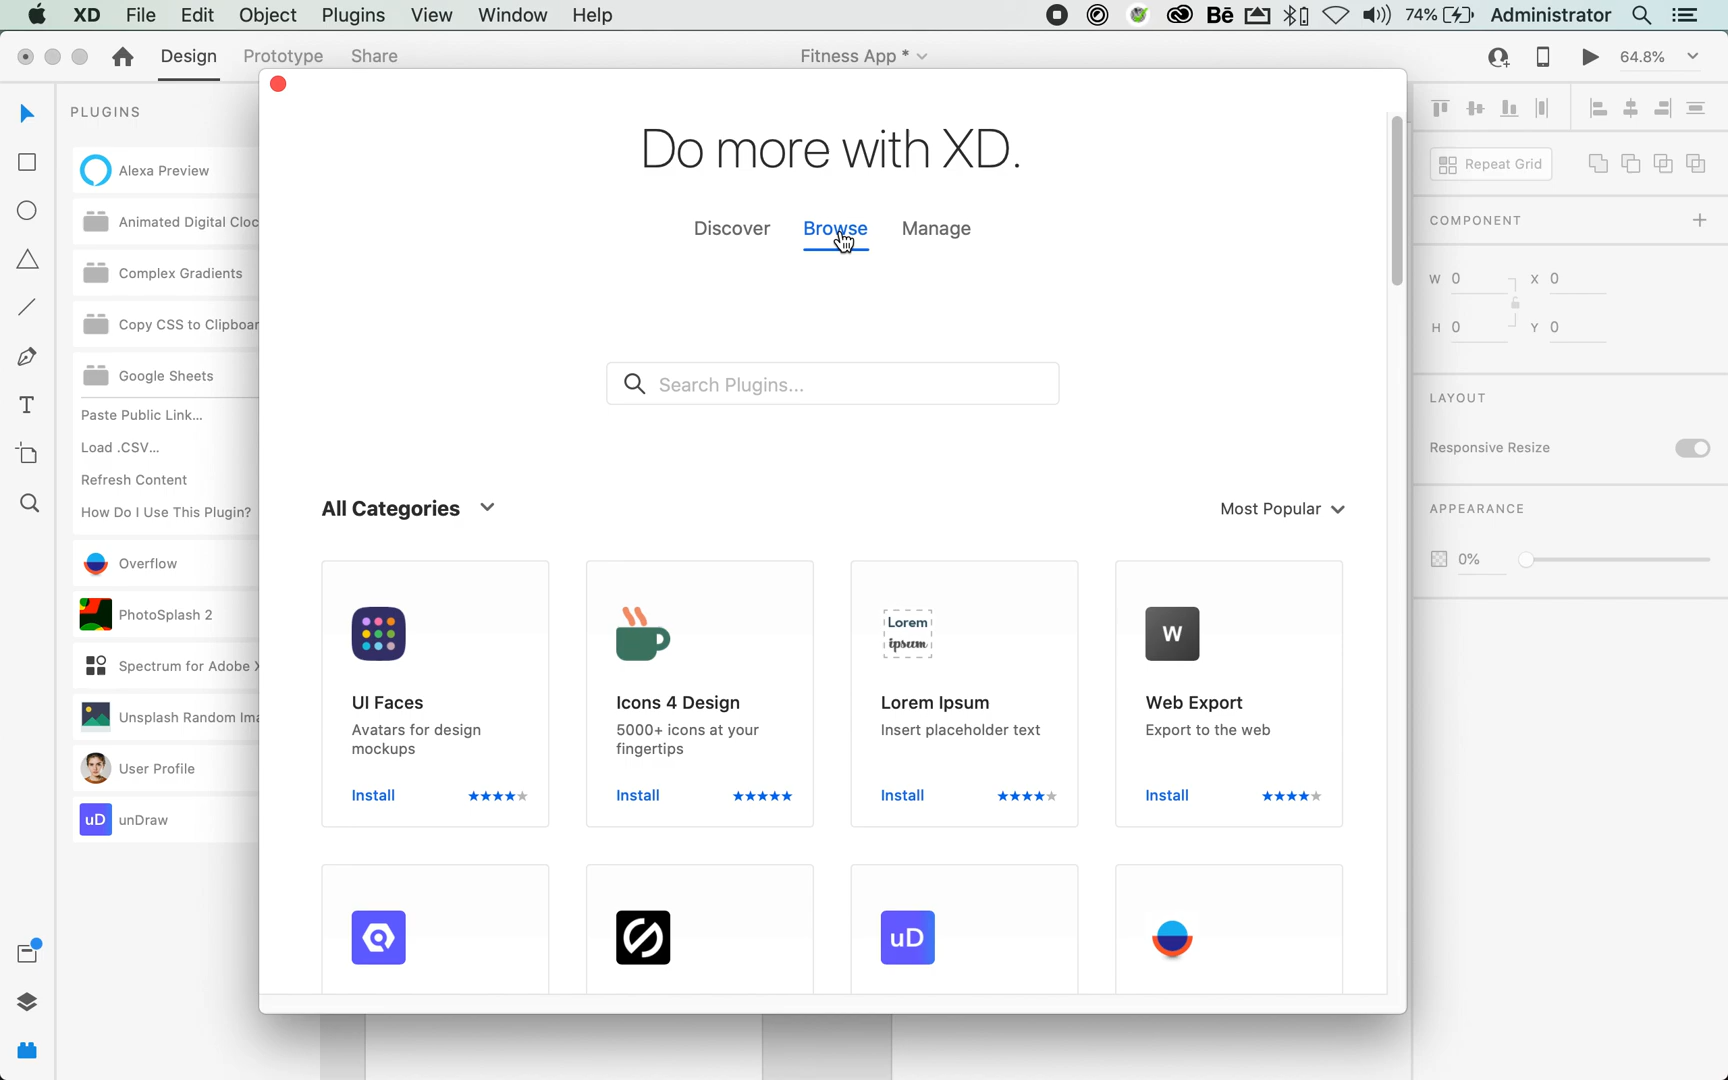 XD File Edit Object Plugins View Window Help Bē 74% Administrator
Design Prototype Share Fitness App * 64.8%
PLUGINS
Alexa Preview
Animated Digital Cloc
Complex Gradients
Copy CSS to Clipboar
Google Sheets
Paste Public Link...
Load .CSV...
Refresh Content
How Do I Use This Plugin?
Overflow
PhotoSplash 2
Spectrum for Adobe X
Unsplash Random Ima
User Profile
uD unDraw
Do more with XD.
Discover Browse Manage
Search Plugins...
All Categories Most Popular
Lorem
ipsum
W
UI Faces
Avatars for design
mockups
Install
Icons 4 Design
5000+ icons at your
fingertips
Install
Lorem Ipsum
Insert placeholder text
Install
Web Export
Export to the web
Install
uD
Repeat Grid
COMPONENT
W 0 X 0
H 0 Y 0
LAYOUT
Responsive Resize
APPEARANCE
0%